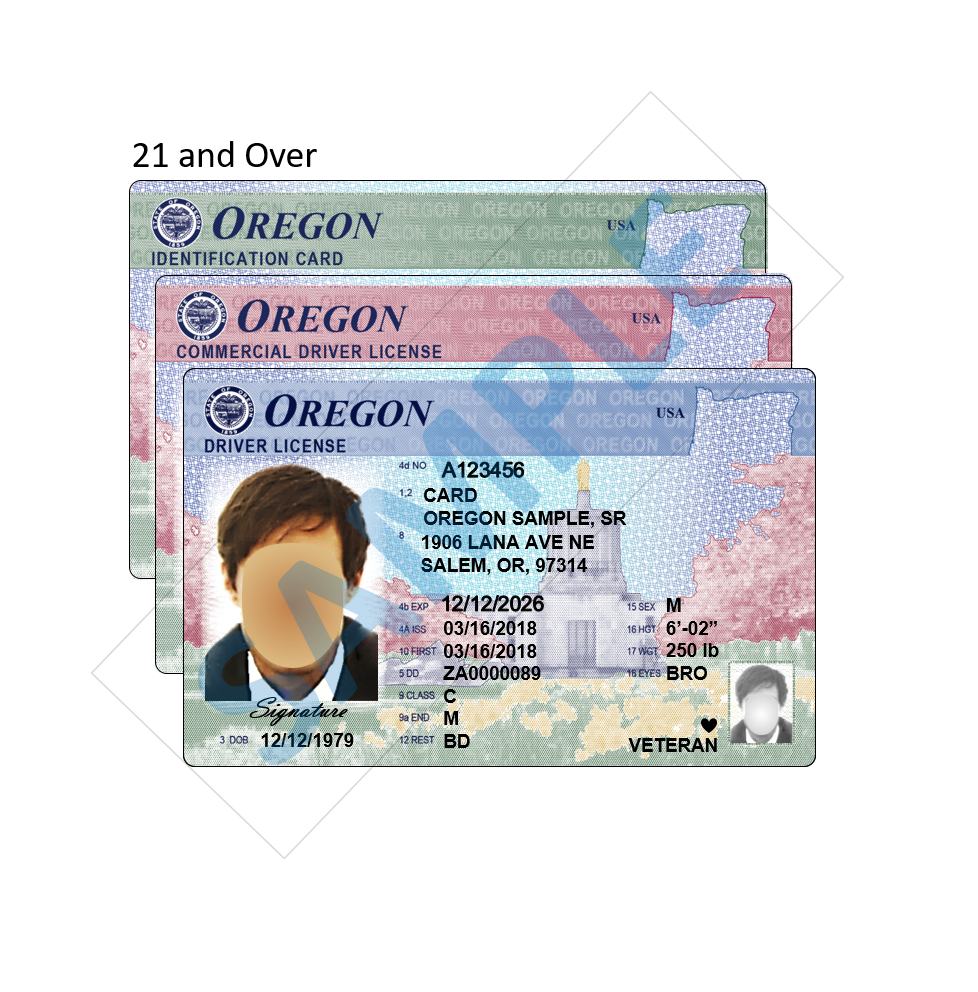 21 and Over
OREGON
USA
IDENTIFICATION CARD
OREGON
USA
COMMERCIAL DRIVER LICENSE
STATE OF OREGON
1859
OREGON
USA
DRIVER LICENSE
4d NO A123456
1,2 CARD
OREGON SAMPLE, SR
8 1906 LANA AVE NE
SALEM, OR, 97314
4b EXP 12/12/2026 15 SEX M
4A ISS 03/16/2018 16 HGT 6’-02”
10 FIRST 03/16/2018 17 WGT 250 lb
5 DD ZA0000089 18 EYES BRO
9 CLASS C
Signature
9a END M
3 DOB 12/12/1979 12 REST BD
VETERAN
SAMPLE